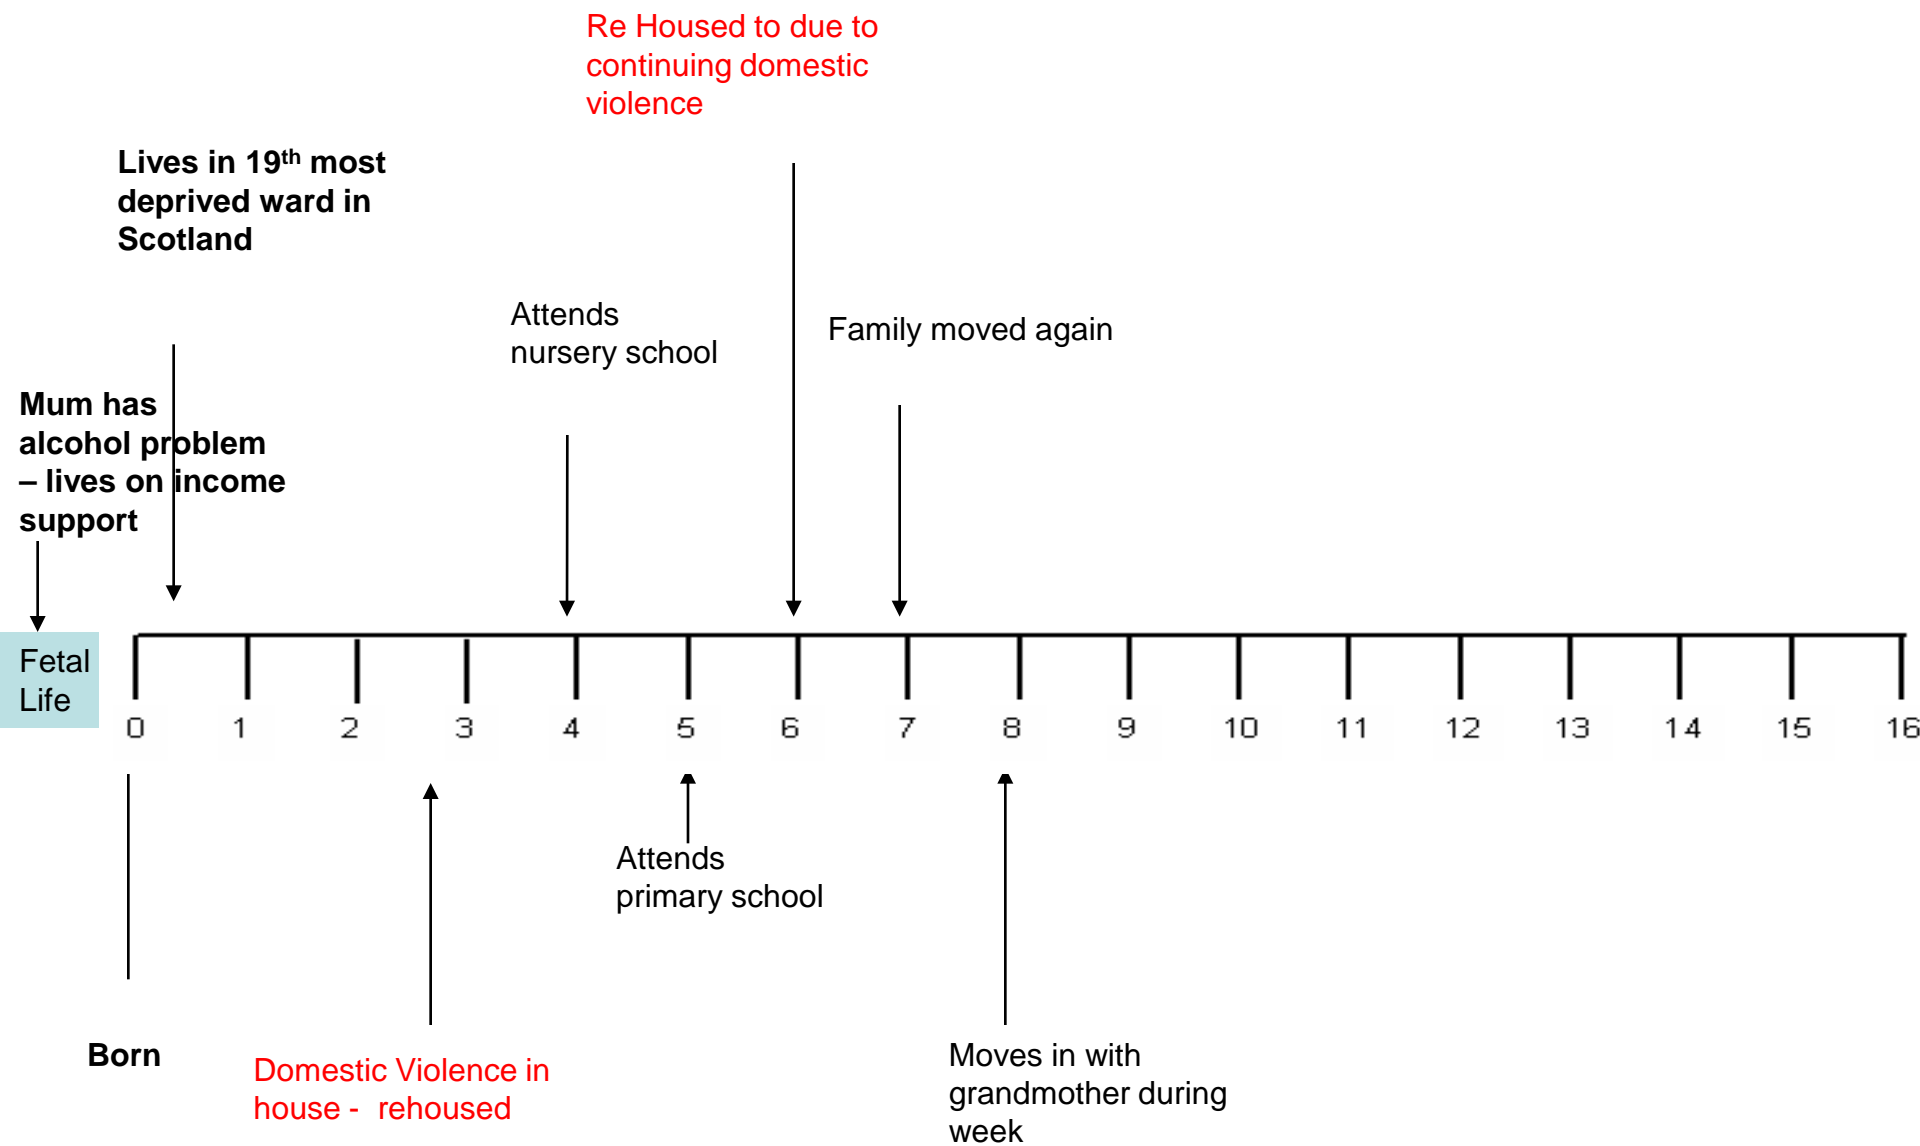 Re Housed to due to
continuing domestic
violence
Lives in 19th most
deprived ward in
Scotland
Attends
nursery school
Family moved again
Mum has
alcohol problem
– lives on income
support
Fetal
Life
0 1 2 3 4 5 6 7 8 9 10 11 12 13 14 15 16
Attends
primary school
Born
Domestic Violence in
house -  rehoused
Moves in with
grandmother during
week